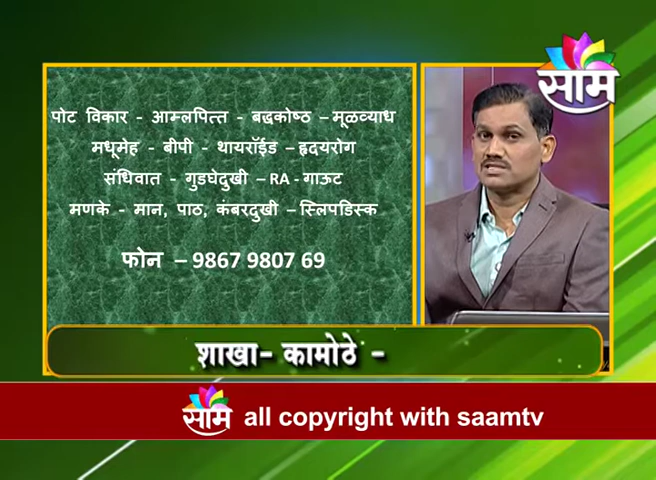 साम
पोट विकार - आम्लपित्त - बद्धकोष्ठ – मूळव्याध
मधूमेह - बीपी - थायरॉईड – हृदयरोग
संधिवात - गुडघेदुखी – RA - गाऊट
मणके - मान, पाठ, कंबरदुखी – स्लिपडिस्क
फोन – 9867 9807 69
शाखा- कामोठे -
साम all copyright with saamtv